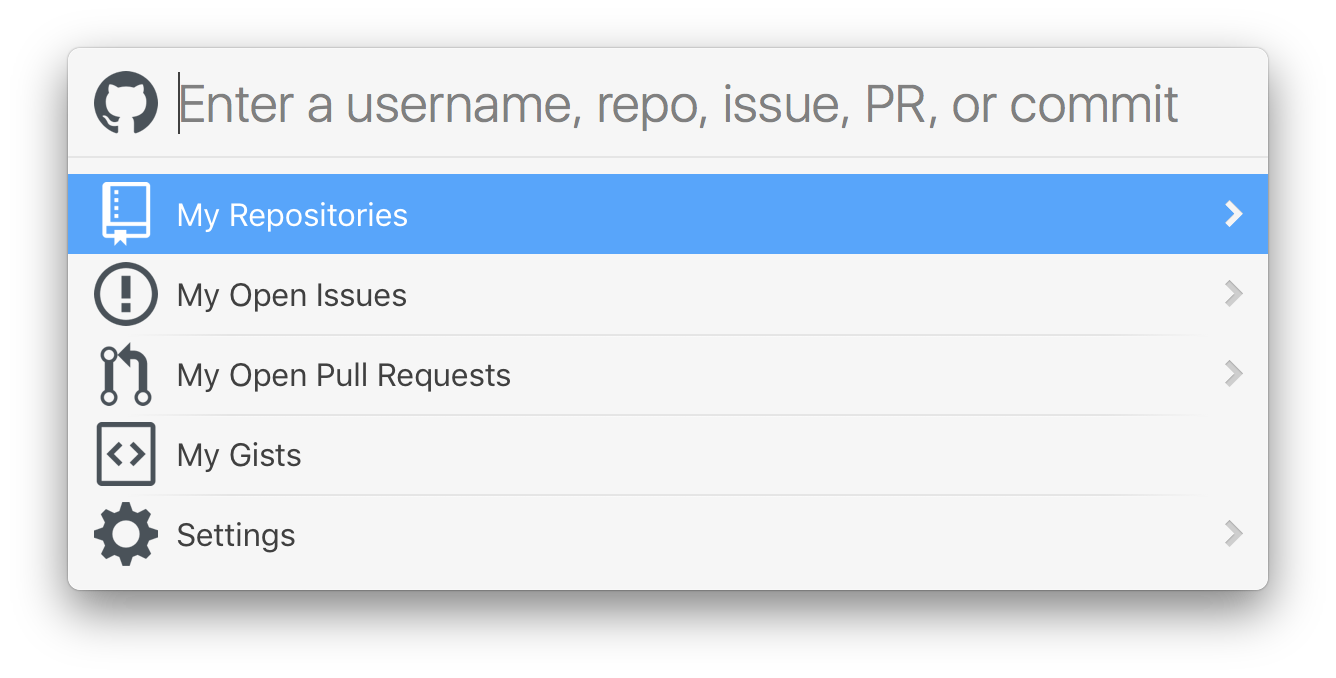 Enter a username, repo, issue, PR, or commit
My Repositories
My Open Issues
My Open Pull Requests
My Gists
Settings